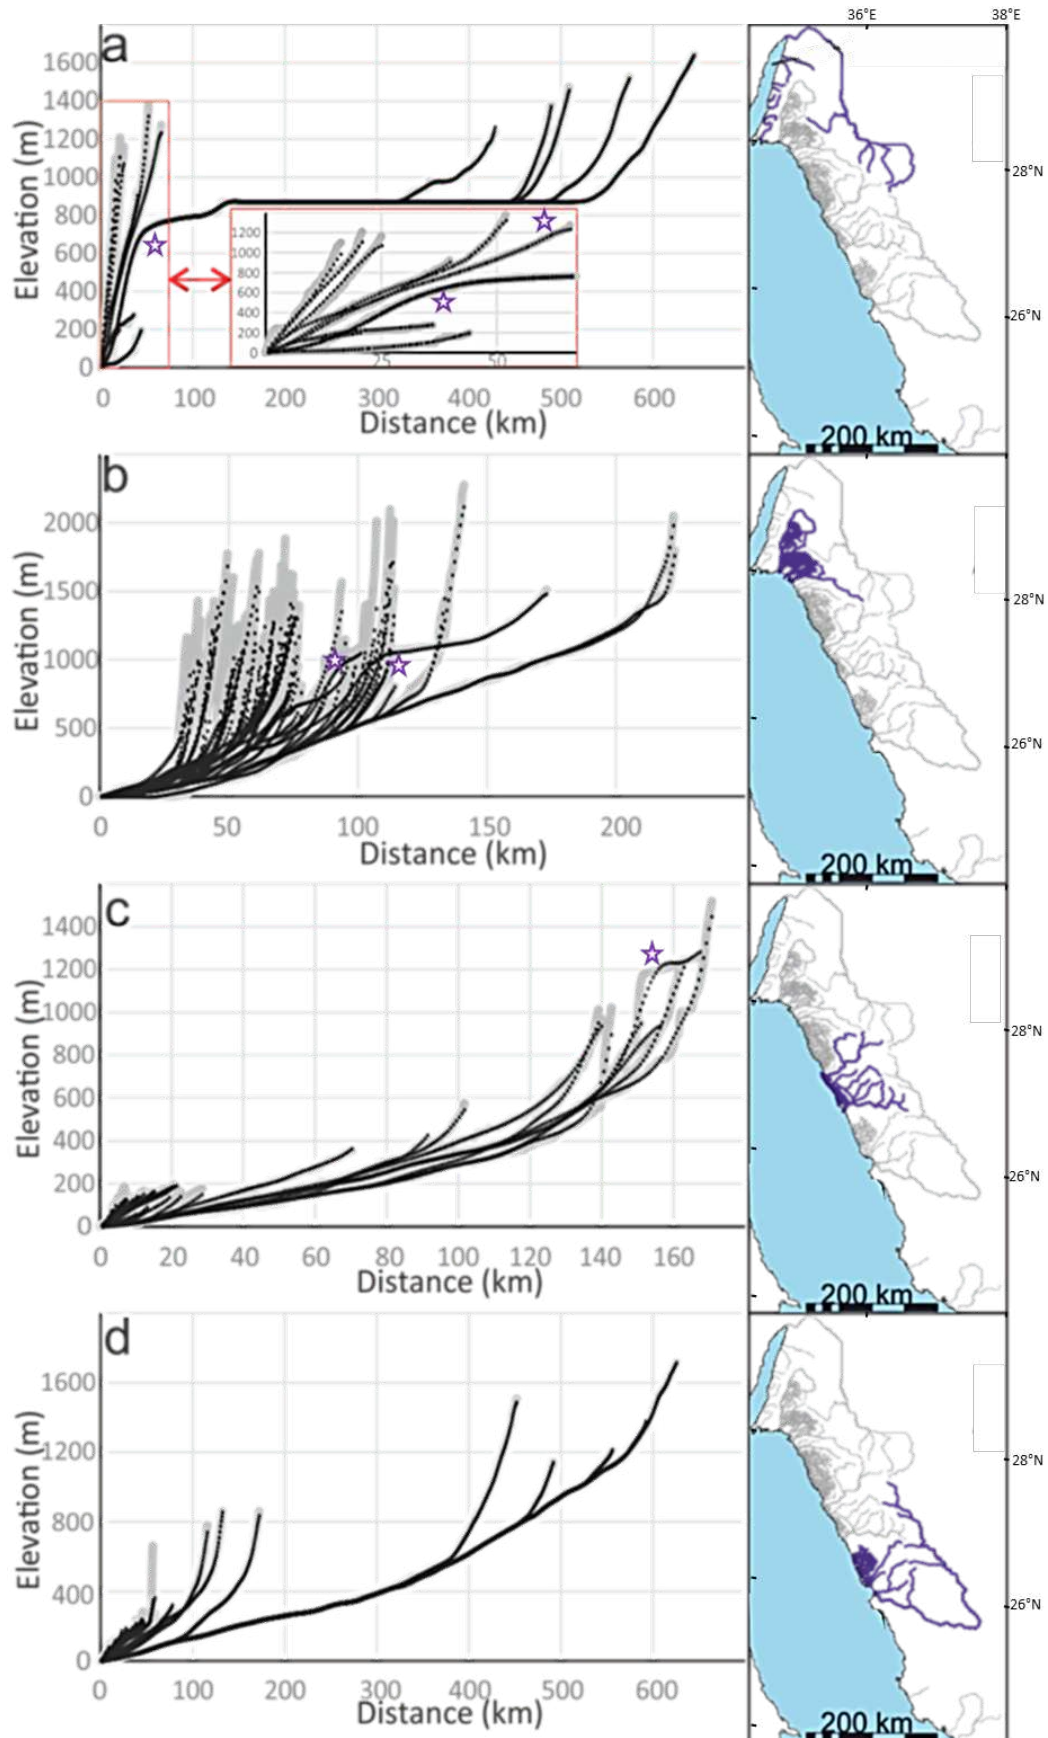 36°E 38°E
a
1600
1400
1200
1000
800
600
400
200
0
Elevation (m)
1200
1000
800
600
400
200
0
25 50
0 100 200 300 400 500 600
Distance (km)
28°N
26°N
200 km
b
2000
1500
1000
500
0
Elevation (m)
0 50 100 150 200
Distance (km)
28°N
26°N
200 km
c
1400
1200
1000
800
600
400
200
0
Elevation (m)
0 20 40 60 80 100 120 140 160
Distance (km)
28°N
26°N
200 km
d
1600
1200
800
400
0
Elevation (m)
0 100 200 300 400 500 600
Distance (km)
28°N
26°N
200 km